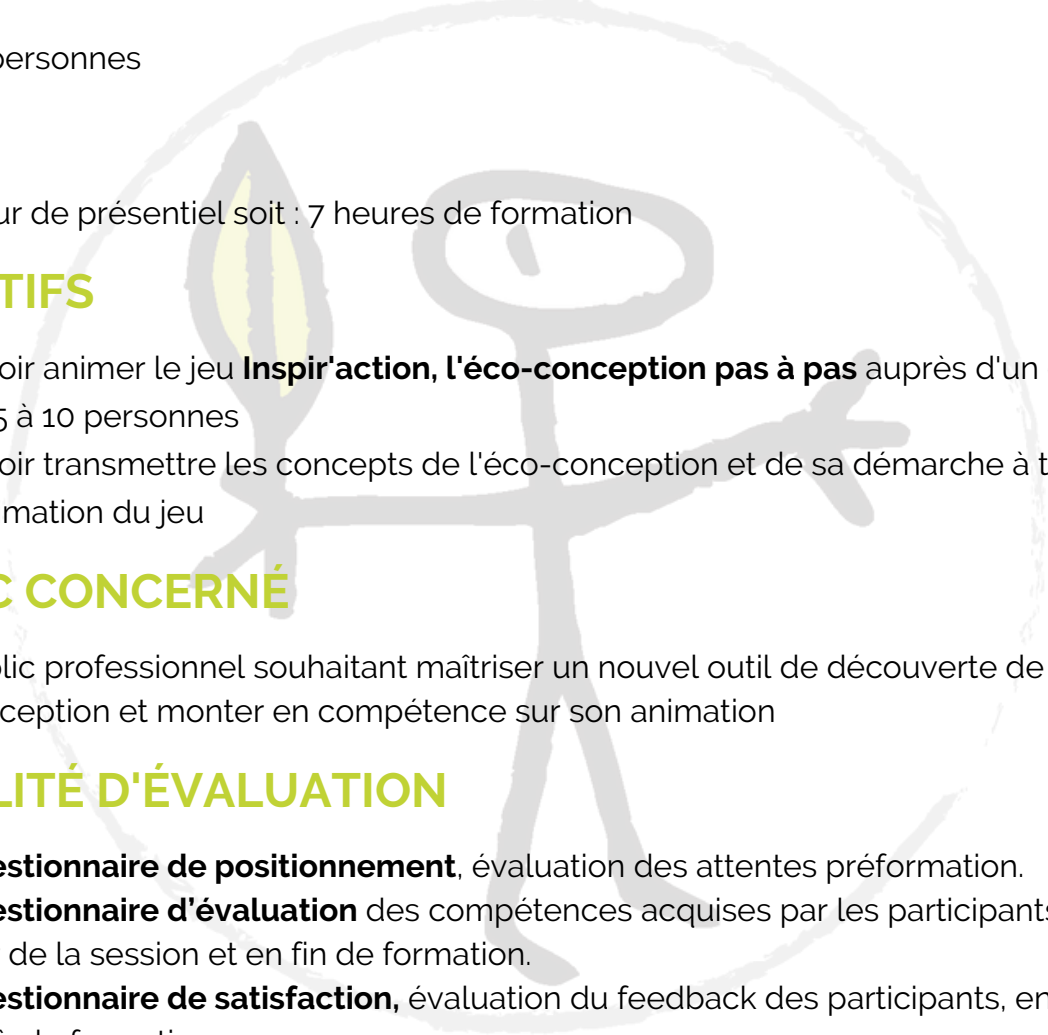 personnes
ur de présentiel soit : 7 heures de formation
TIFS
oir animer le jeu Inspir'action, l'éco-conception pas à pas auprès d'un
5 à 10 personnes
oir transmettre les concepts de l'éco-conception et de sa démarche à t
mation du jeu
C CONCERNÉ
lic professionnel souhaitant maîtriser un nouvel outil de découverte de
ception et monter en compétence sur son animation
LITÉ D'ÉVALUATION
estionnaire de positionnement, évaluation des attentes préformation.
estionnaire d’évaluation des compétences acquises par les participants
de la session et en fin de formation.
estionnaire de satisfaction, évaluation du feedback des participants, en